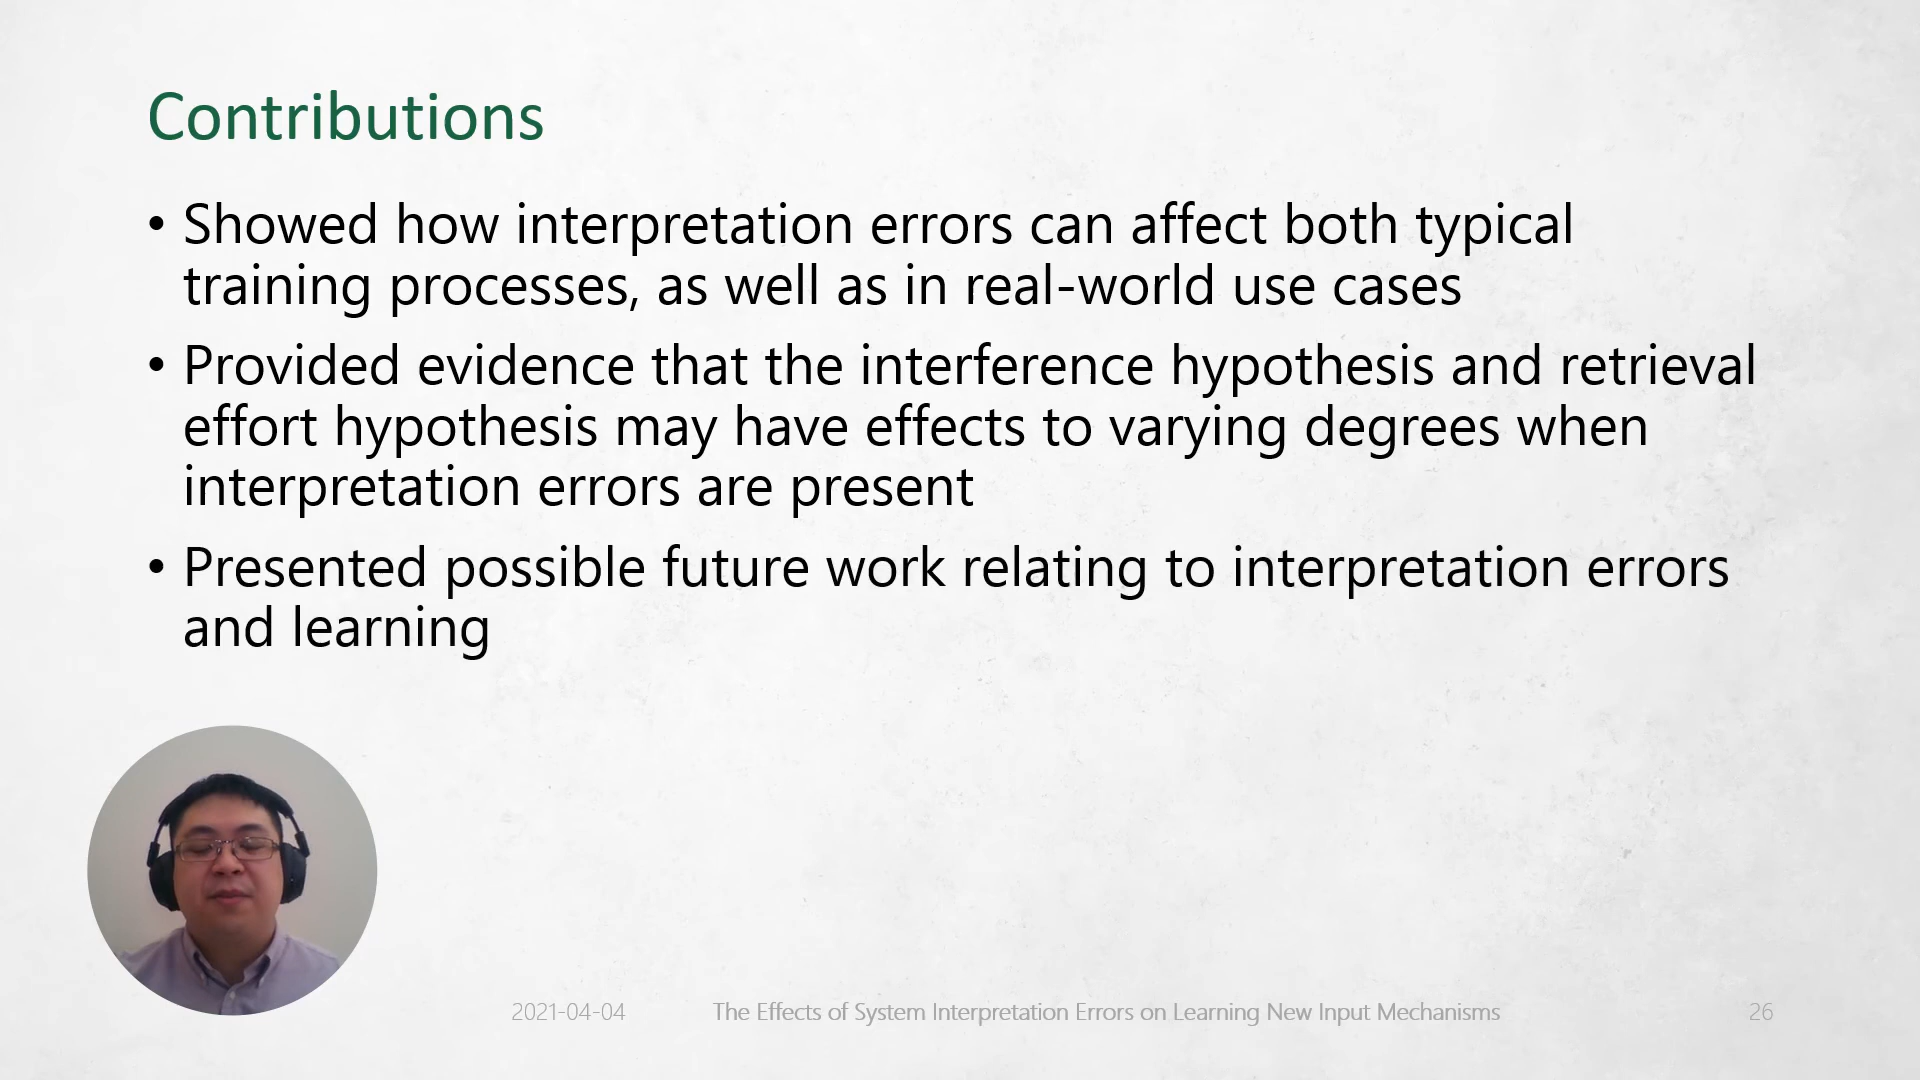 Contributions
• Showed how interpretation errors can affect both typical
training processes, as well as in real-world use cases
• Provided evidence that the interference hypothesis and retrieval
effort hypothesis may have effects to varying degrees when
interpretation errors are present
• Presented possible future work relating to interpretation errors
and learning
2021-04-04 The Effects of System Interpretation Errors on Learning New Input Mechanisms 26